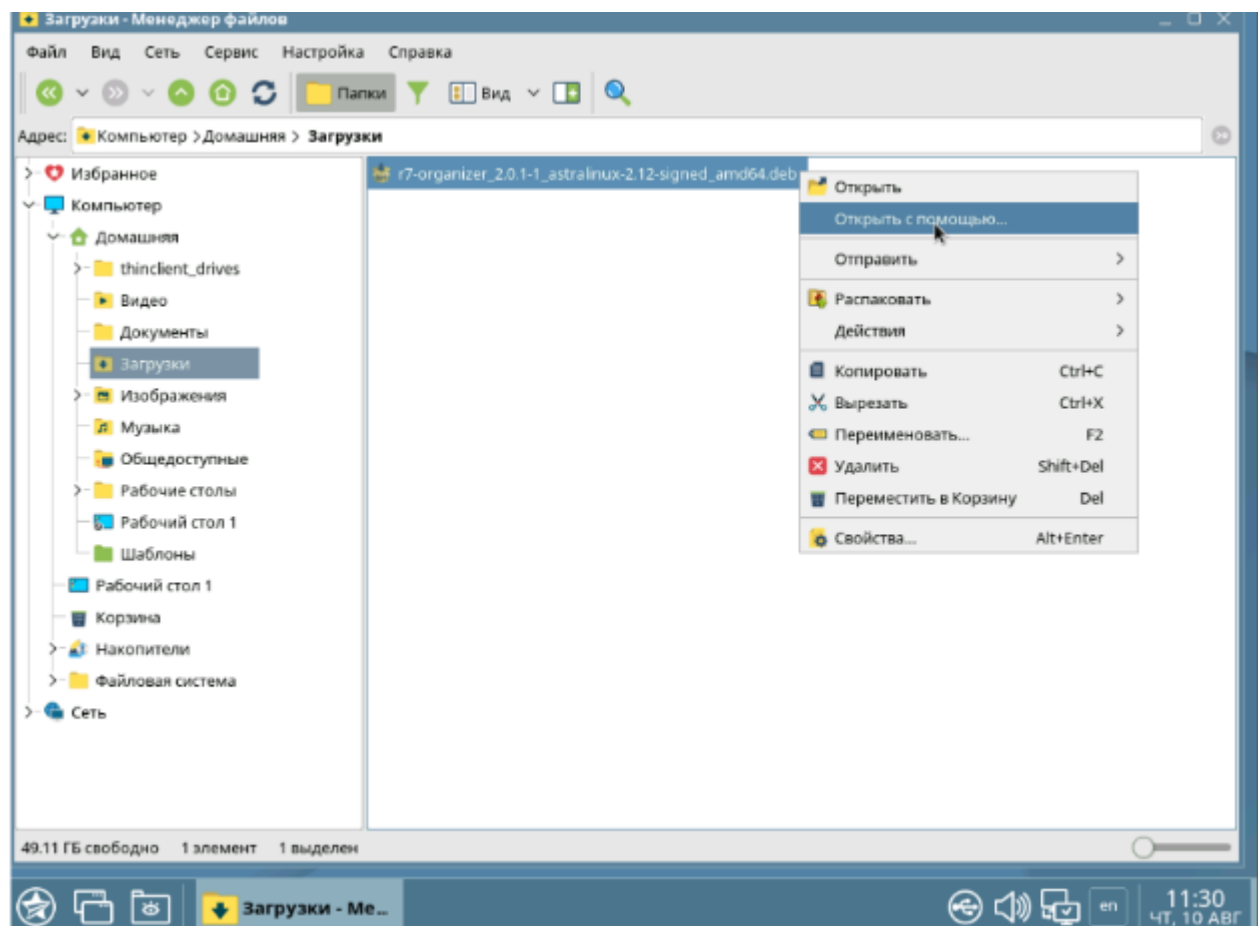 Загрузки - Менеджер файлов
Файл Вид Сеть Сервис Настройка Справка
Папки Вид
Адрес: Компьютер > Домашняя > Загрузки
Избранное
Компьютер
Домашняя
thinclient_drives
Видео
Документы
Загрузки
Изображения
Музыка
Общедоступные
Рабочие столы
Рабочий стол 1
Шаблоны
Рабочий стол 1
Корзина
Накопители
Файловая система
Сеть
r7-organizer_2.0.1-1_astralinux-2.12-signed_amd64.deb
Открыть
Открыть с помощью...
Отправить
Распаковать
Действия
Копировать Ctrl+C
Вырезать Ctrl+X
Переименовать... F2
Удалить Shift+Del
Переместить в Корзину Del
Свойства... Alt+Enter
49.11 ГБ свободно 1 элемент 1 выделен
Загрузки - Ме...
en
11:30
ЧТ, 10 АВГ